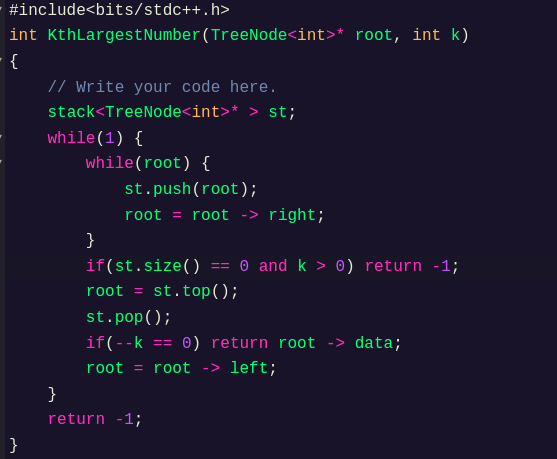 #include<bits/stdc++.h>
int KthLargestNumber(TreeNode<int>* root, int k)
{
    // Write your code here.
    stack<TreeNode<int>* > st;
    while(1) {
        while(root) {
            st.push(root);
            root = root -> right;
        }
        if(st.size() == 0 and k > 0) return -1;
        root = st.top();
        st.pop();
        if(--k == 0) return root -> data;
        root = root -> left;
    }
    return -1;
}